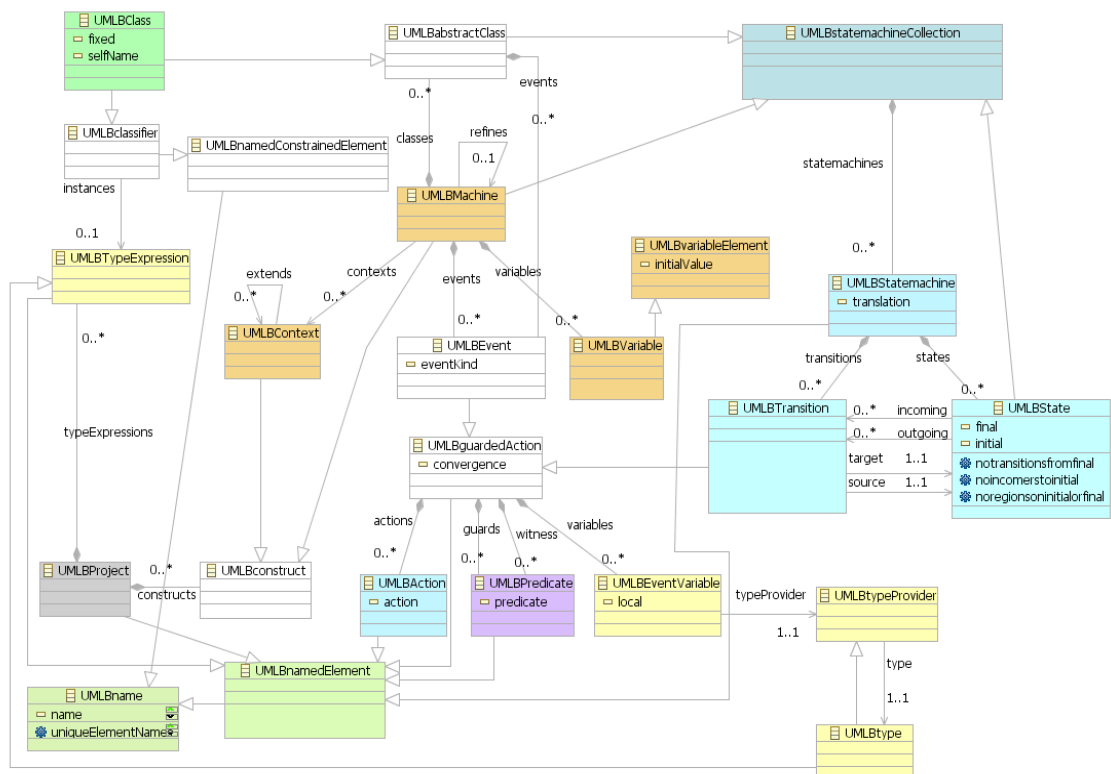 UMLBClass
fixed
selfName
UMLBabstractClass
UMLBstatemachineCollection
events
0..*
0..*
classes
refines
0..1
UMLBclassifier
UMLBnamedConstrainedElement
statemachines
instances
0..1
UMLBMachine
UMLBTypeExpression
UMLBvariableElement
initialValue
extends
0..*
contexts
0..*
events
variables
0..*
UMLBStatemachine
translation
0..*
UMLBContext
0..*
0..*
UMLBEvent
eventKind
UMLBVariable
transitions
states
0..*
0..*
UMLBTransition
0..*
incoming
UMLBState
final
initial
0..*
outgoing
typeExpressions
UMLBguardedAction
convergence
target
1..1
notransitionsfromfinal
source
1..1
noincomerstoinitial
noregionsoninitialorfinal
actions
guards
witness
variables
0..*
0..*
0..*
0..*
UMLBProject
0..*
constructs
UMLBconstruct
UMLBAction
action
UMLBPredicate
predicate
UMLBEventVariable
local
typeProvider
1..1
UMLBtypeProvider
UMLBnamedElement
type
1..1
UMLBname
name
uniqueElementNames
UMLBtype